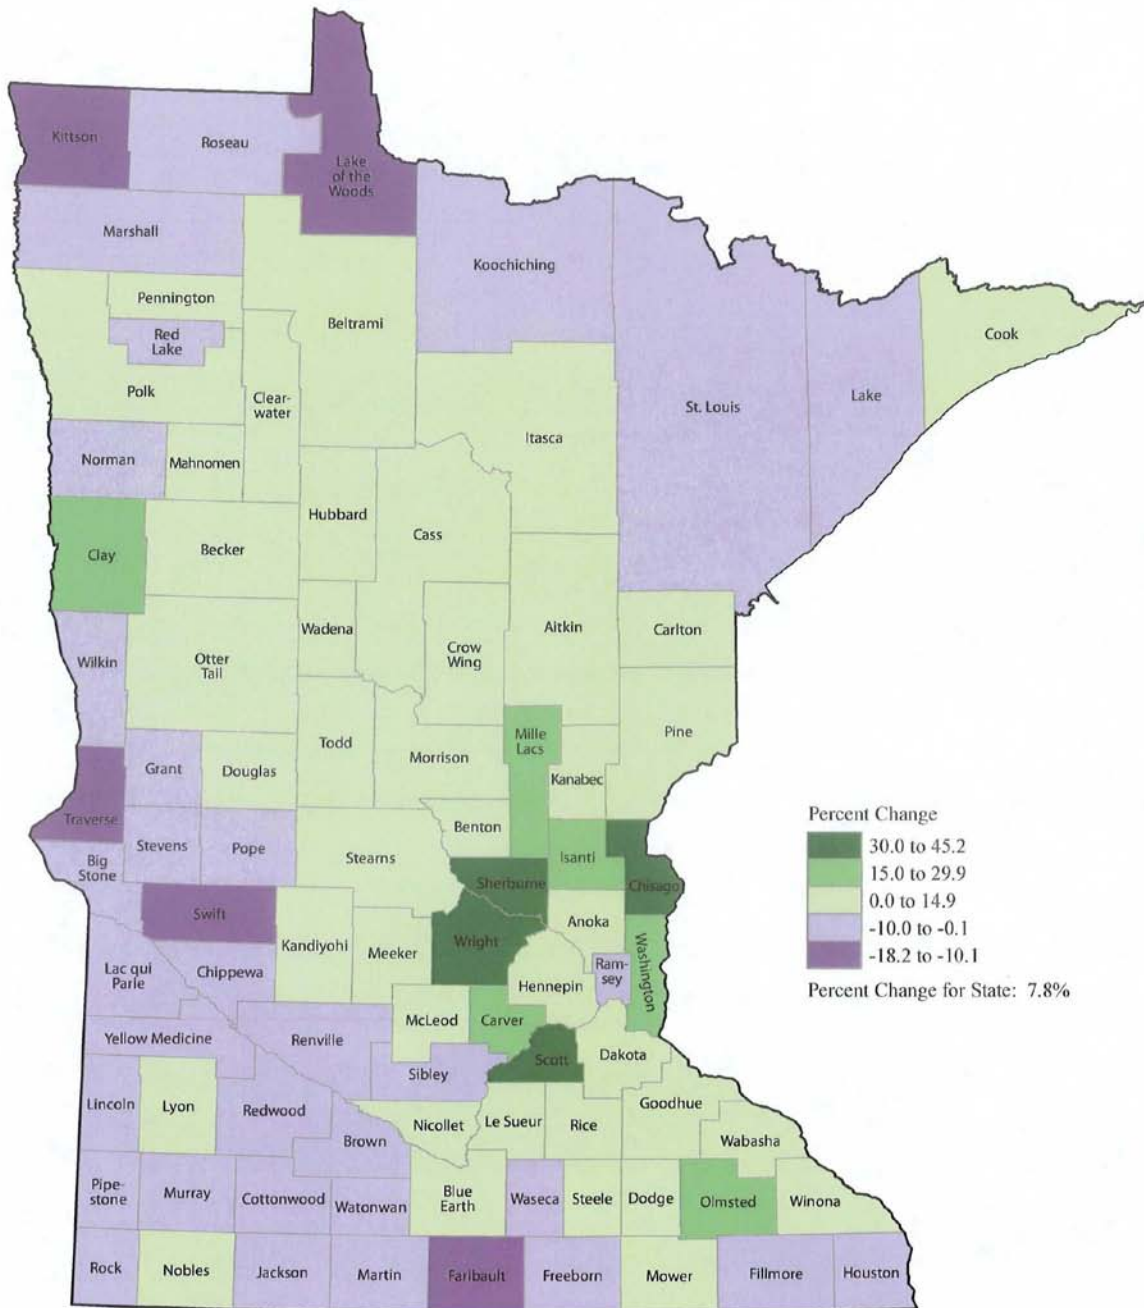 Kittson
Roseau
Lake
of the
Woods
Marshall
Koochiching
Pennington
Beltrami
Red
Lake
Cook
Polk
Clear-
water
St. Louis
Lake
Itasca
Norman
Mahnomen
Hubbard
Cass
Clay
Becker
Wadena
Crow
Wing
Aitkin
Carlton
Wilkin
Otter
Tail
Pine
Mille
Lacs
Todd
Morrison
Grant
Douglas
Kanabec
Traverse
Benton
Stevens
Pope
Big
Stone
Stearns
Isanti
Sherburne
Chisago
Swift
Anoka
Kandiyohi
Meeker
Wright
Washington
Lac qui
Parle
Chippewa
Ram-
sey
Hennepin
McLeod
Carver
Yellow Medicine
Renville
Scott
Dakota
Sibley
Lincoln
Lyon
Redwood
Goodhue
Nicollet
Le Sueur
Rice
Brown
Wabasha
Pipe-
stone
Murray
Cottonwood
Watonwan
Blue
Earth
Waseca
Steele
Dodge
Olmsted
Winona
Rock
Nobles
Jackson
Martin
Faribault
Freeborn
Mower
Fillmore
Houston
Percent Change
30.0 to 45.2
15.0 to 29.9
0.0 to 14.9
-10.0 to -0.1
-18.2 to -10.1
Percent Change for State: 7.8%